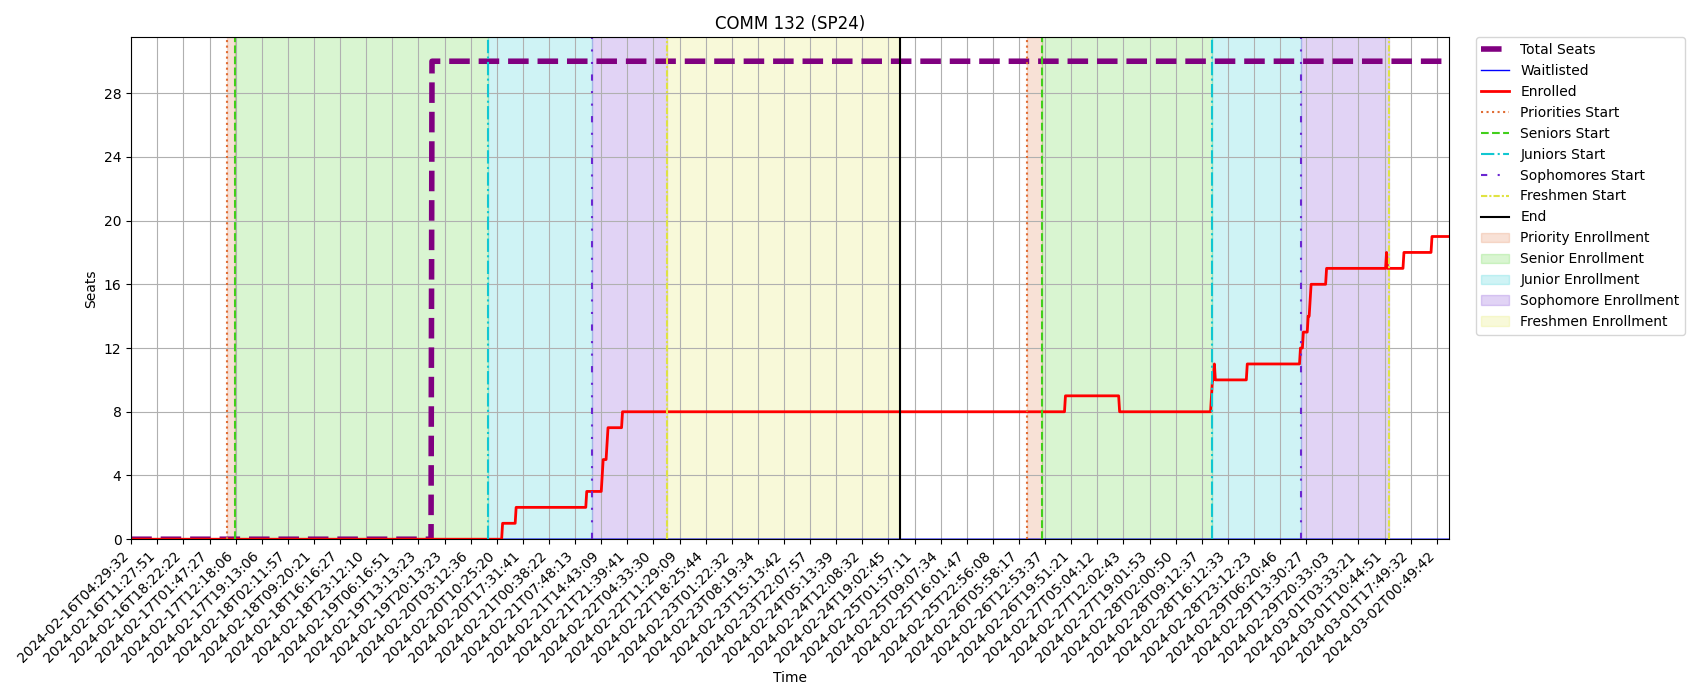 COMM 132 (SP24)
Seats
28
24
20
16
12
8
4
0
2024-02-16T04:29:32
2024-02-16T11:27:51
2024-02-16T18:22:22
2024-02-17T01:47:27
2024-02-17T12:18:06
2024-02-17T19:13:06
2024-02-18T02:11:57
2024-02-18T09:20:21
2024-02-18T16:16:27
2024-02-18T23:12:10
2024-02-19T06:16:51
2024-02-19T13:13:23
2024-02-19T20:13:23
2024-02-20T03:12:36
2024-02-20T10:25:20
2024-02-20T17:31:41
2024-02-21T00:38:22
2024-02-21T07:48:13
2024-02-21T14:43:09
2024-02-21T21:39:41
2024-02-22T04:33:30
2024-02-22T11:29:09
2024-02-22T18:25:44
2024-02-23T01:22:32
2024-02-23T08:19:34
2024-02-23T15:13:42
2024-02-23T22:07:57
2024-02-24T05:13:39
2024-02-24T12:08:32
2024-02-24T19:02:45
2024-02-25T01:57:11
2024-02-25T09:07:34
2024-02-25T16:01:47
2024-02-25T22:56:08
2024-02-26T05:58:17
2024-02-26T12:53:37
2024-02-26T19:51:21
2024-02-27T05:04:12
2024-02-27T12:02:43
2024-02-27T19:01:53
2024-02-28T02:00:50
2024-02-28T09:12:37
2024-02-28T16:12:33
2024-02-28T23:12:23
2024-02-29T06:20:46
2024-02-29T13:30:27
2024-02-29T20:33:03
2024-03-01T03:33:21
2024-03-01T10:44:51
2024-03-01T17:49:32
2024-03-02T00:49:42
Time
Total Seats
Waitlisted
Enrolled
Priorities Start
Seniors Start
Juniors Start
Sophomores Start
Freshmen Start
End
Priority Enrollment
Senior Enrollment
Junior Enrollment
Sophomore Enrollment
Freshmen Enrollment